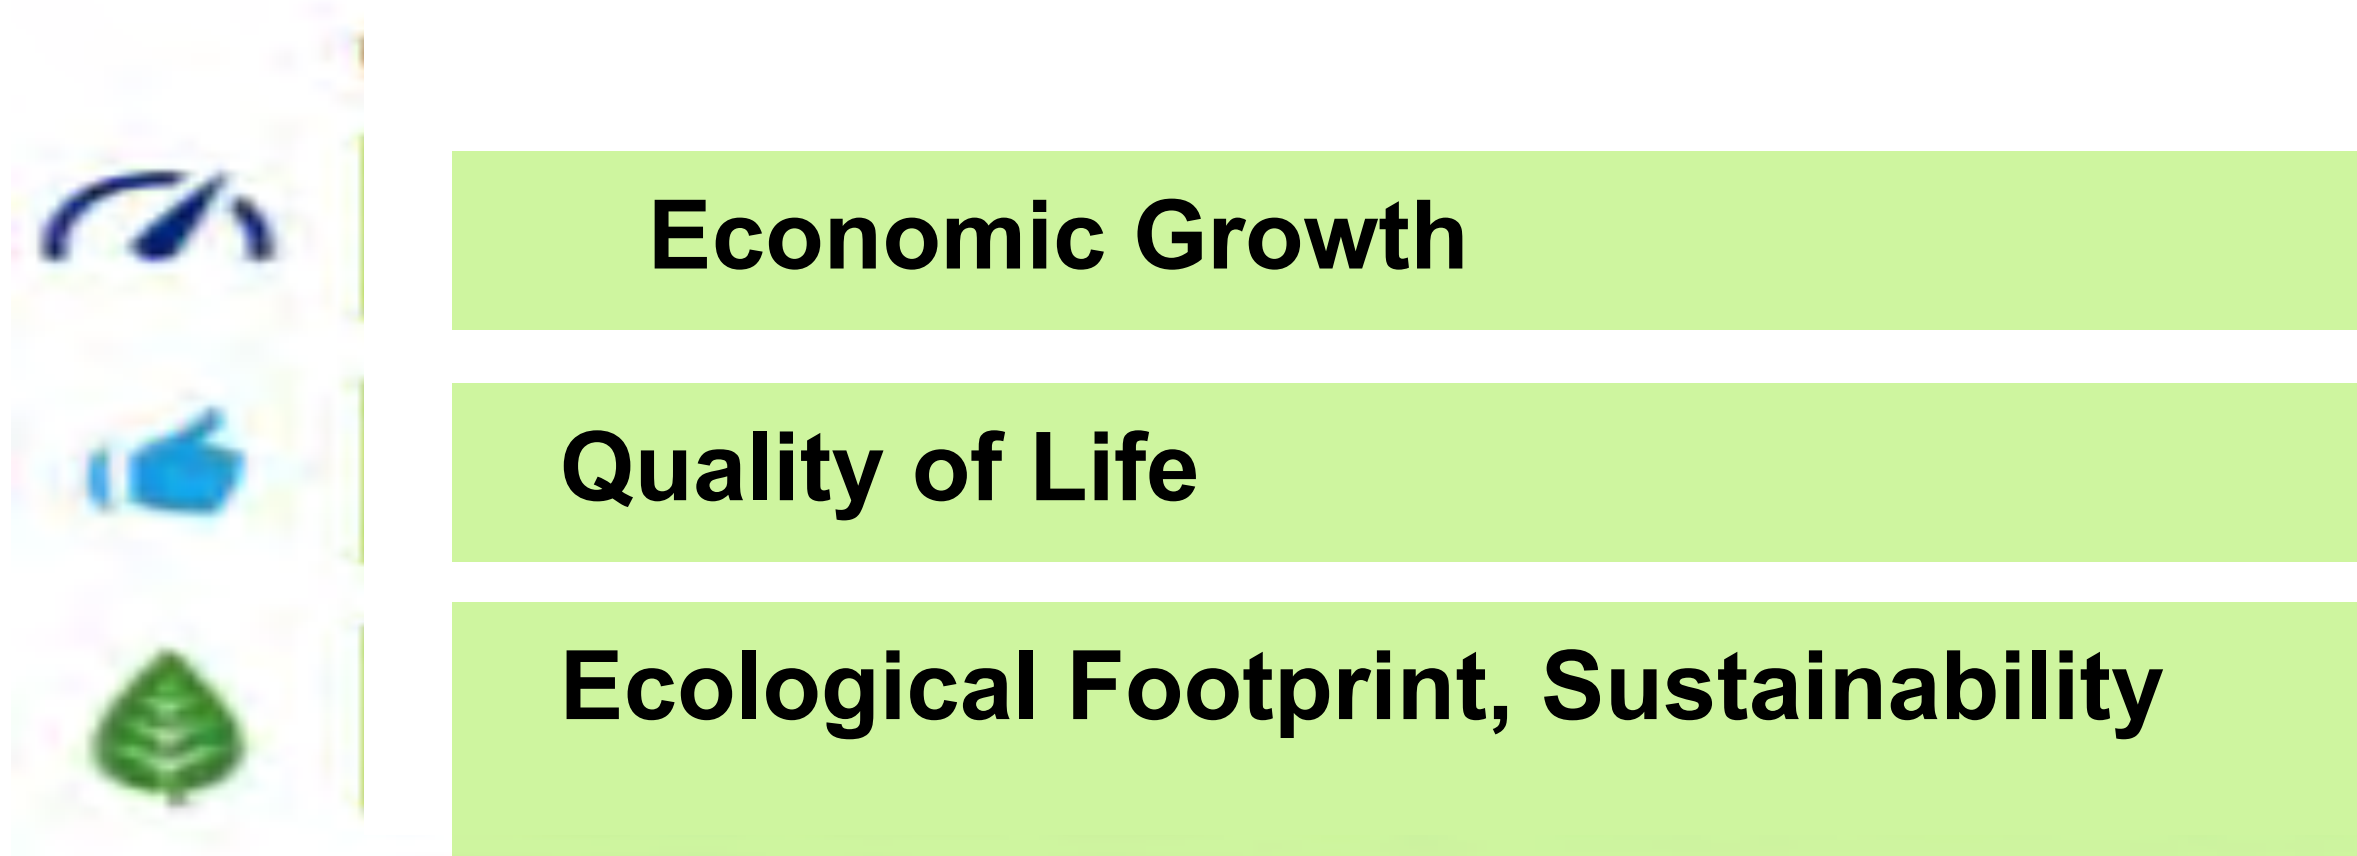 Economic Growth
Quality of Life
Ecological Footprint, Sustainability